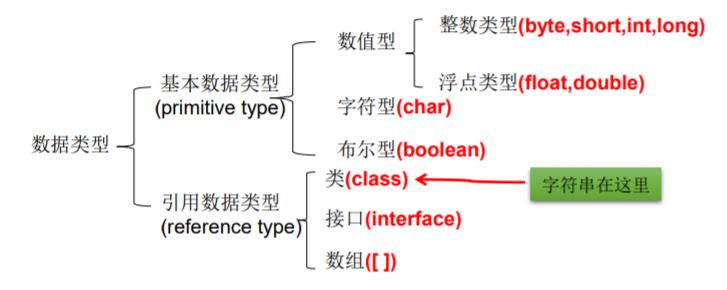 数据类型
基本数据类型
(primitive type)
数值型
整数类型(byte,short,int,long)
浮点类型(float,double)
字符型(char)
布尔型(boolean)
引用数据类型
(reference type)
类(class)
字符串在这里
接口(interface)
数组([ ])